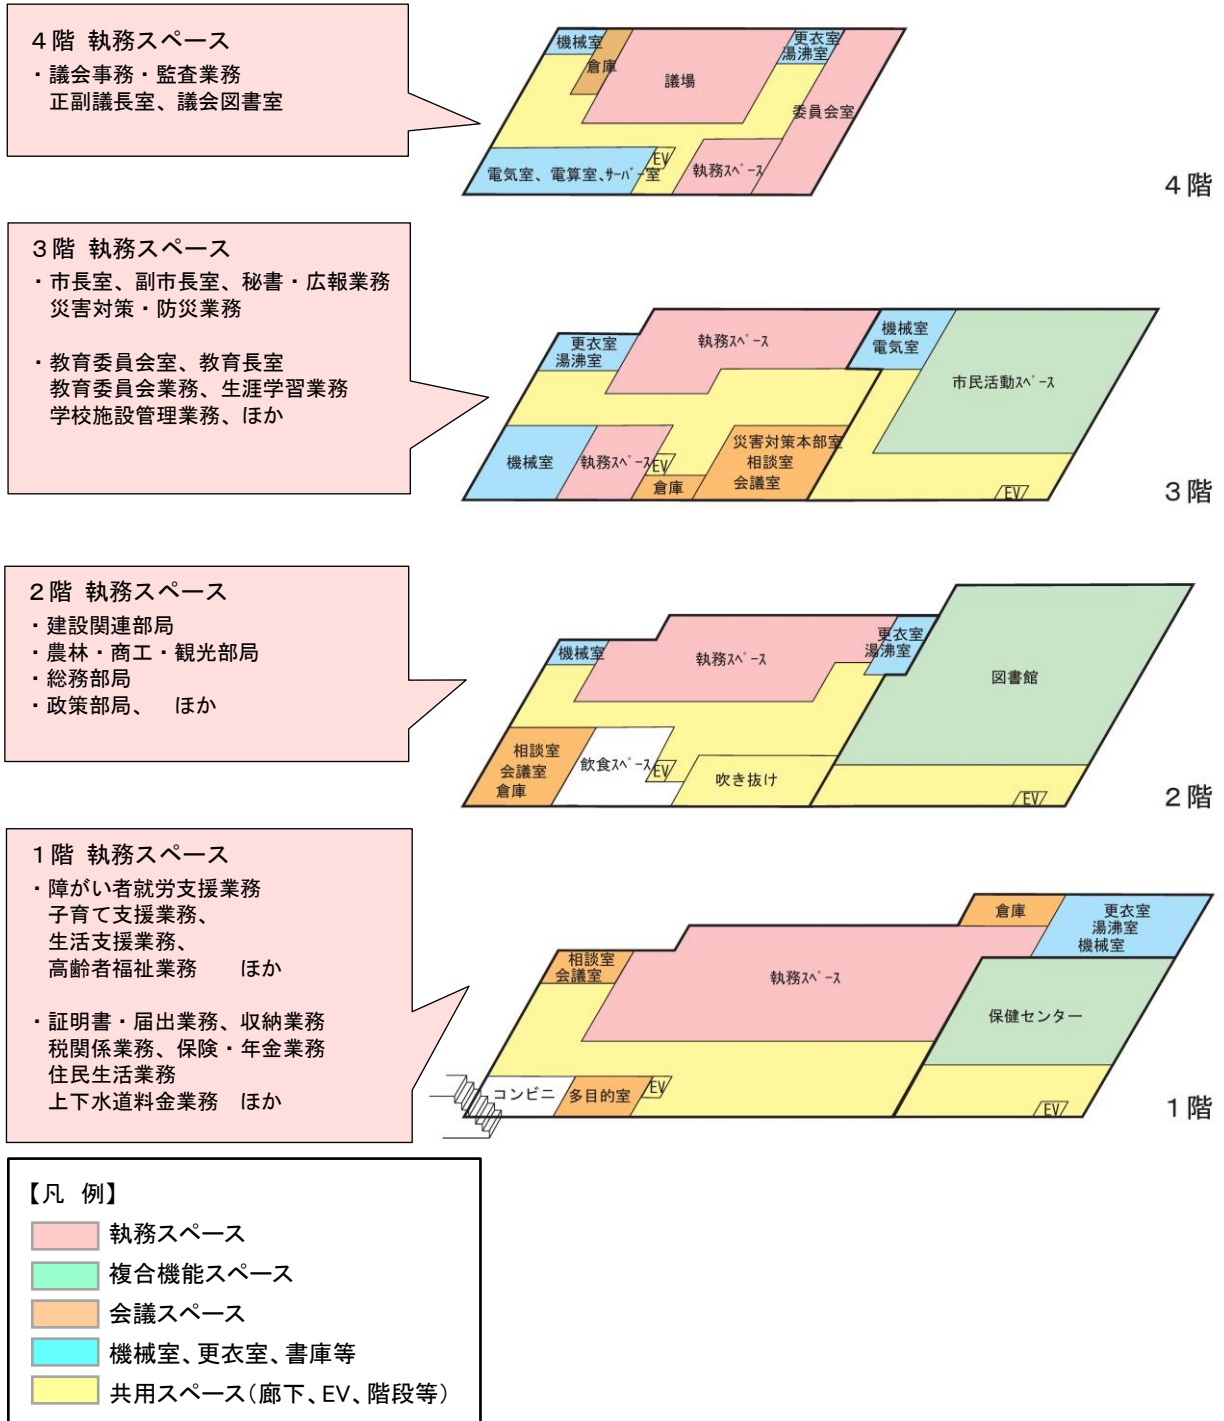 ４階 執務スペース
・議会事務・監査業務
正副議長室、議会図書室
機械室
倉庫
議場
更衣室
湯沸室
委員会室
電気室、電算室、ｻｰﾊﾞｰ室
EV
執務ｽﾍﾟｰｽ
４階
３階 執務スペース
・市長室、副市長室、秘書・広報業務
災害対策・防災業務
・教育委員会室、教育長室
教育委員会業務、生涯学習業務
学校施設管理業務、ほか
更衣室
湯沸室
執務ｽﾍﾟｰｽ
機械室
電気室
市民活動ｽﾍﾟｰｽ
機械室
執務ｽﾍﾟｰｽ
EV
倉庫
災害対策本部室
相談室
会議室
EV
３階
２階 執務スペース
・建設関連部局
・農林・商工・観光部局
・総務部局
・政策部局、　ほか
機械室
執務ｽﾍﾟｰｽ
更衣室
湯沸室
図書館
相談室
会議室
倉庫
飲食ｽﾍﾟｰｽ
EV
吹き抜け
EV
２階
１階 執務スペース
・障がい者就労支援業務
子育て支援業務、
生活支援業務、
高齢者福祉業務　ほか
・証明書・届出業務、収納業務
税関係業務、保険・年金業務
住民生活業務
上下水道料金業務　ほか
相談室
会議室
執務ｽﾍﾟｰｽ
倉庫
更衣室
湯沸室
機械室
保健センター
コンビニ
多目的室
EV
EV
１階
【凡　例】
執務スペース
複合機能スペース
会議スペース
機械室、更衣室、書庫等
共用スペース（廊下、EV、階段等）